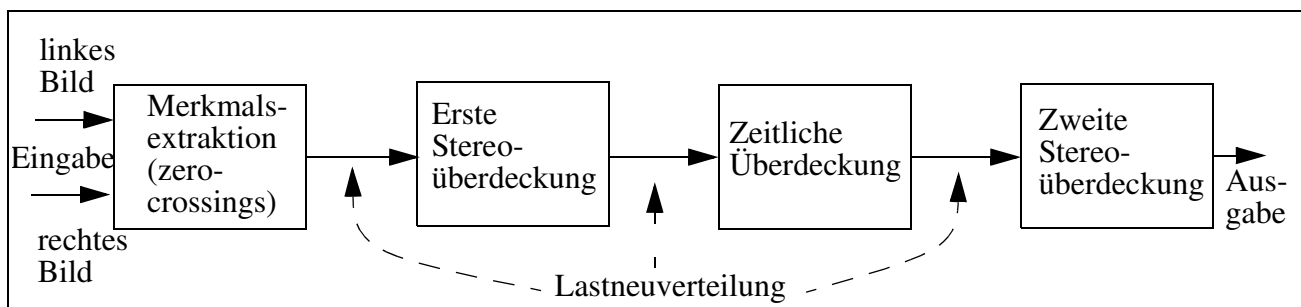 linkes
Bild
Eingabe
rechtes
Bild
Merkmals-
extraktion
(zero-
crossings)
Erste
Stereo-
überdeckung
Zeitliche
Überdeckung
Zweite
Stereo-
überdeckung
Aus-
gabe
Lastneuverteilung